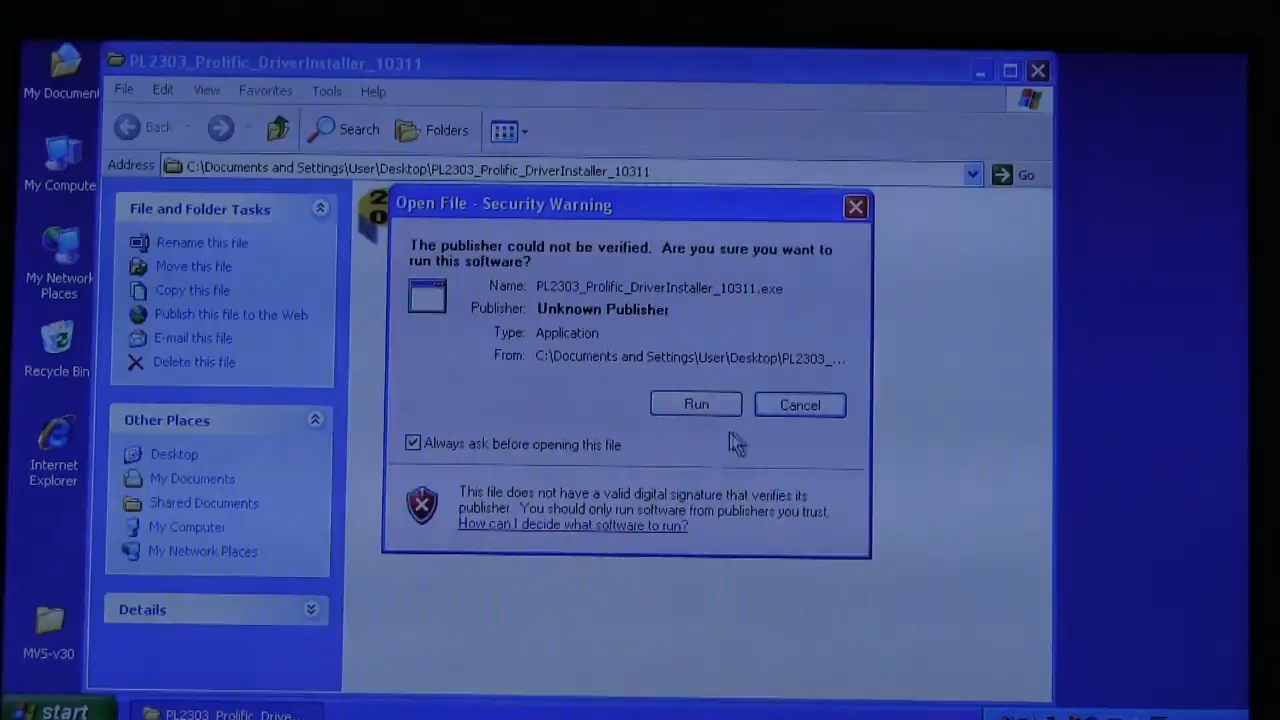 My Document
My Compute
My Network
Places
Recycle Bin
Internet
Explorer
MVS-v30
start
PL2303_Prolific_DriverInstaller_10311
File Edit View Favorites Tools Help
Back Search Folders
Address C:\Documents and Settings\User\Desktop\PL2303_Prolific_DriverInstaller_10311 Go
File and Folder Tasks
Rename this file
Move this file
Copy this file
Publish this file to the Web
E-mail this file
Delete this file
Other Places
Desktop
My Documents
Shared Documents
My Computer
My Network Places
Details
Open File - Security Warning
The publisher could not be verified. Are you sure you want to
run this software?
Name: PL2303_Prolific_DriverInstaller_10311.exe
Publisher: Unknown Publisher
Type: Application
From: C:\Documents and Settings\User\Desktop\PL2303_...
Run Cancel
Always ask before opening this file
This file does not have a valid digital signature that verifies its
publisher. You should only run software from publishers you trust.
How can I decide what software to run?
PL2303_Prolific_Drive...